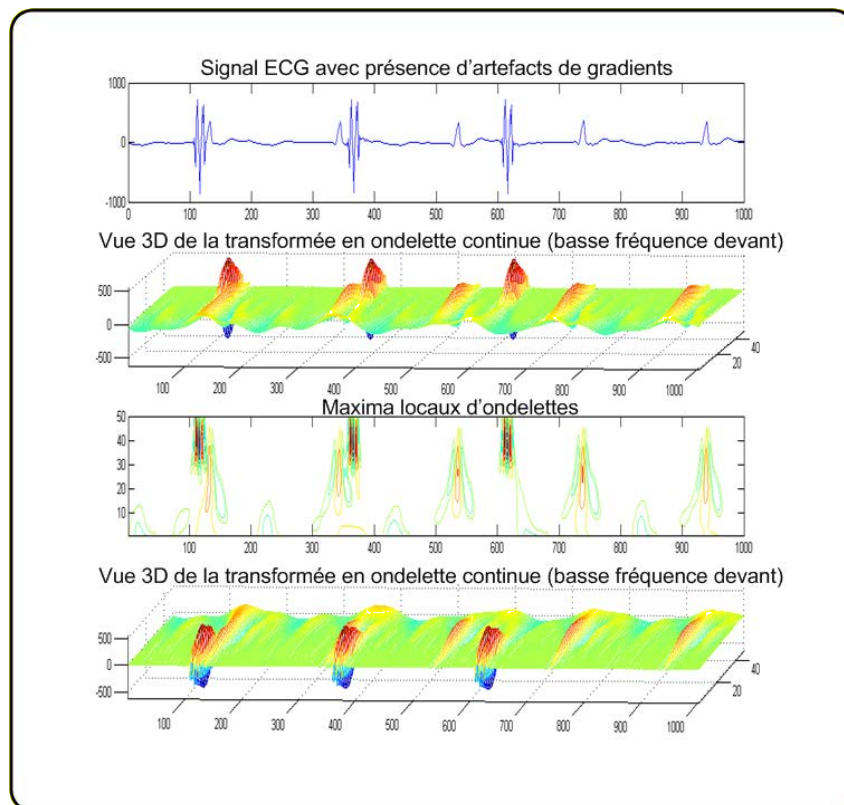 Signal ECG avec présence d'artefacts de gradients
1000
0
-1000
0 100 200 300 400 500 600 700 800 900 1000
Vue 3D de la transformée en ondelette continue (basse fréquence devant)
500
0
-500
40
20
100 200 300 400 500 600 700 800 900 1000
Maxima locaux d'ondelettes
50
40
30
20
10
100 200 300 400 500 600 700 800 900 1000
Vue 3D de la transformée en ondelette continue (basse fréquence devant)
500
0
-500
40
20
100 200 300 400 500 600 700 800 900 1000